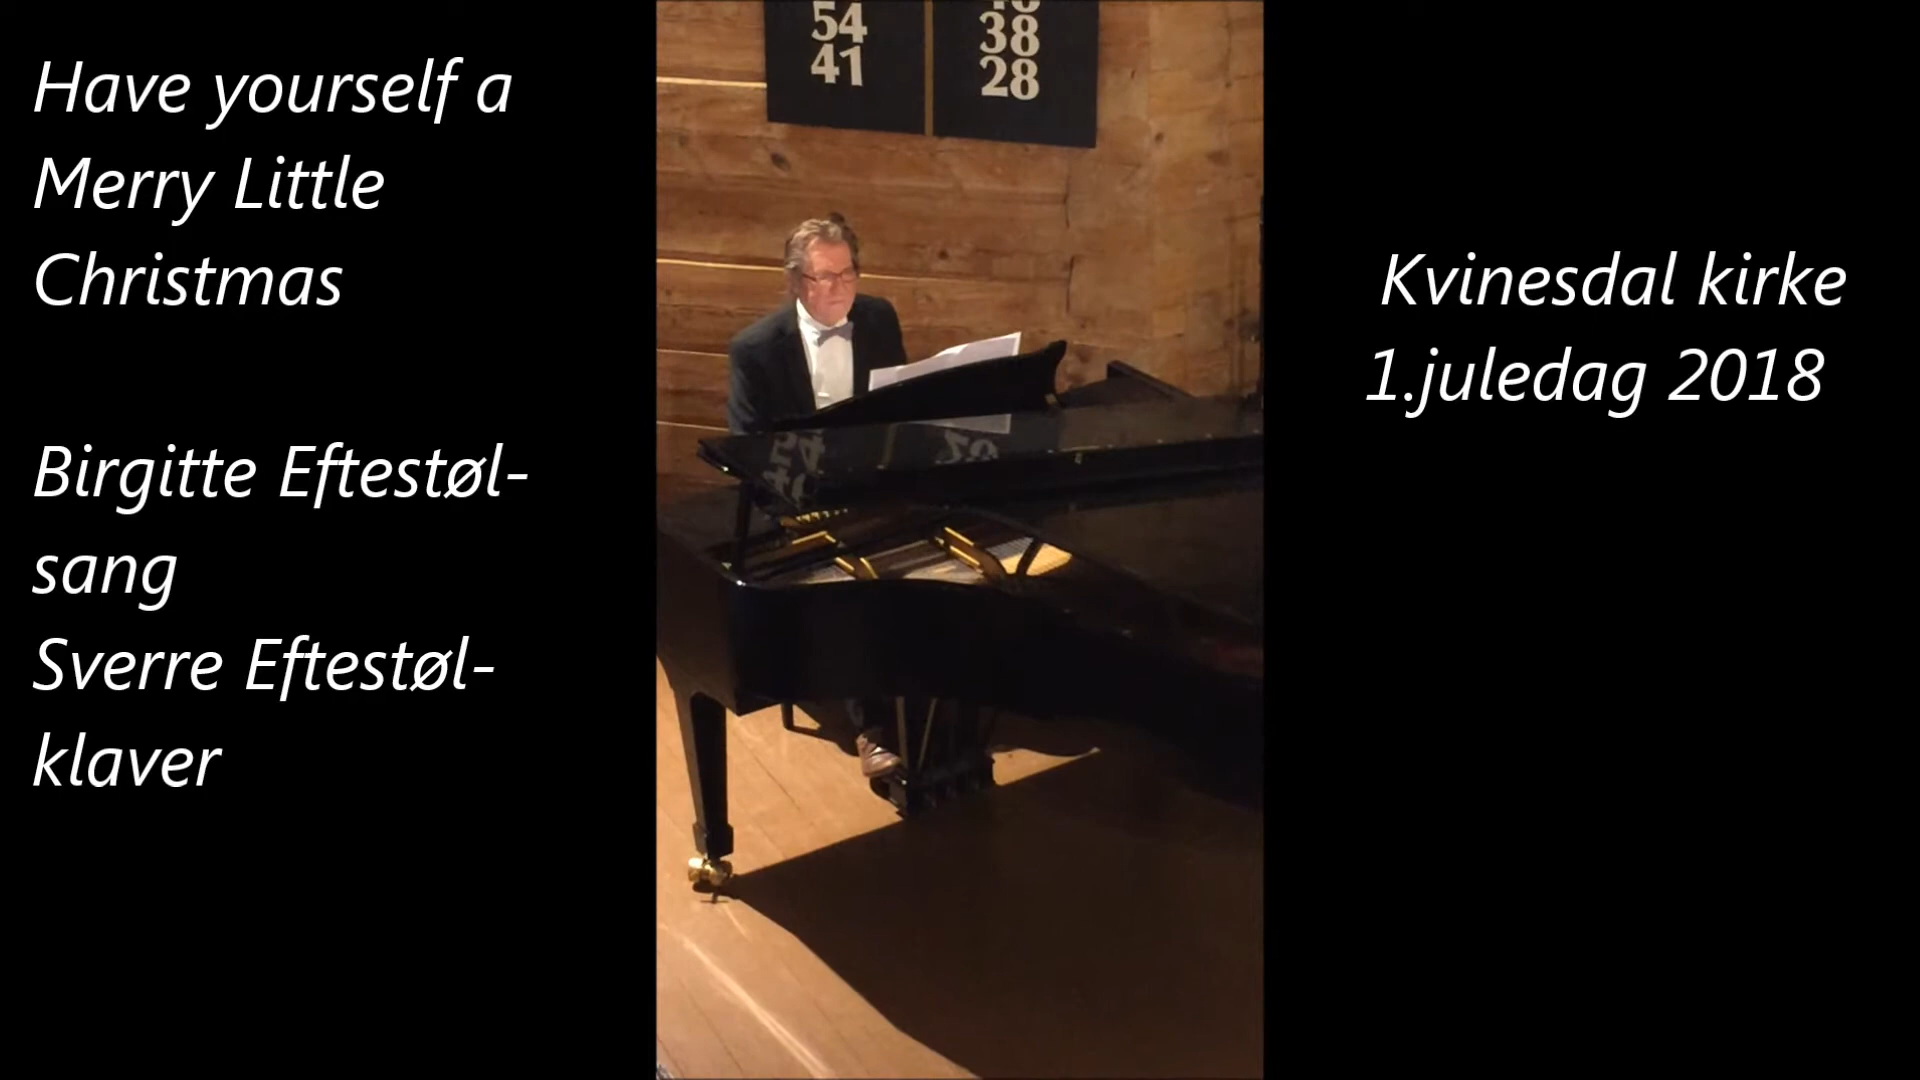 Have yourself a
Merry Little
Christmas
Birgitte Eftestøl-
sang
Sverre Eftestøl-
klaver
54
41
38
28
Kvinesdal kirke
1.juledag 2018